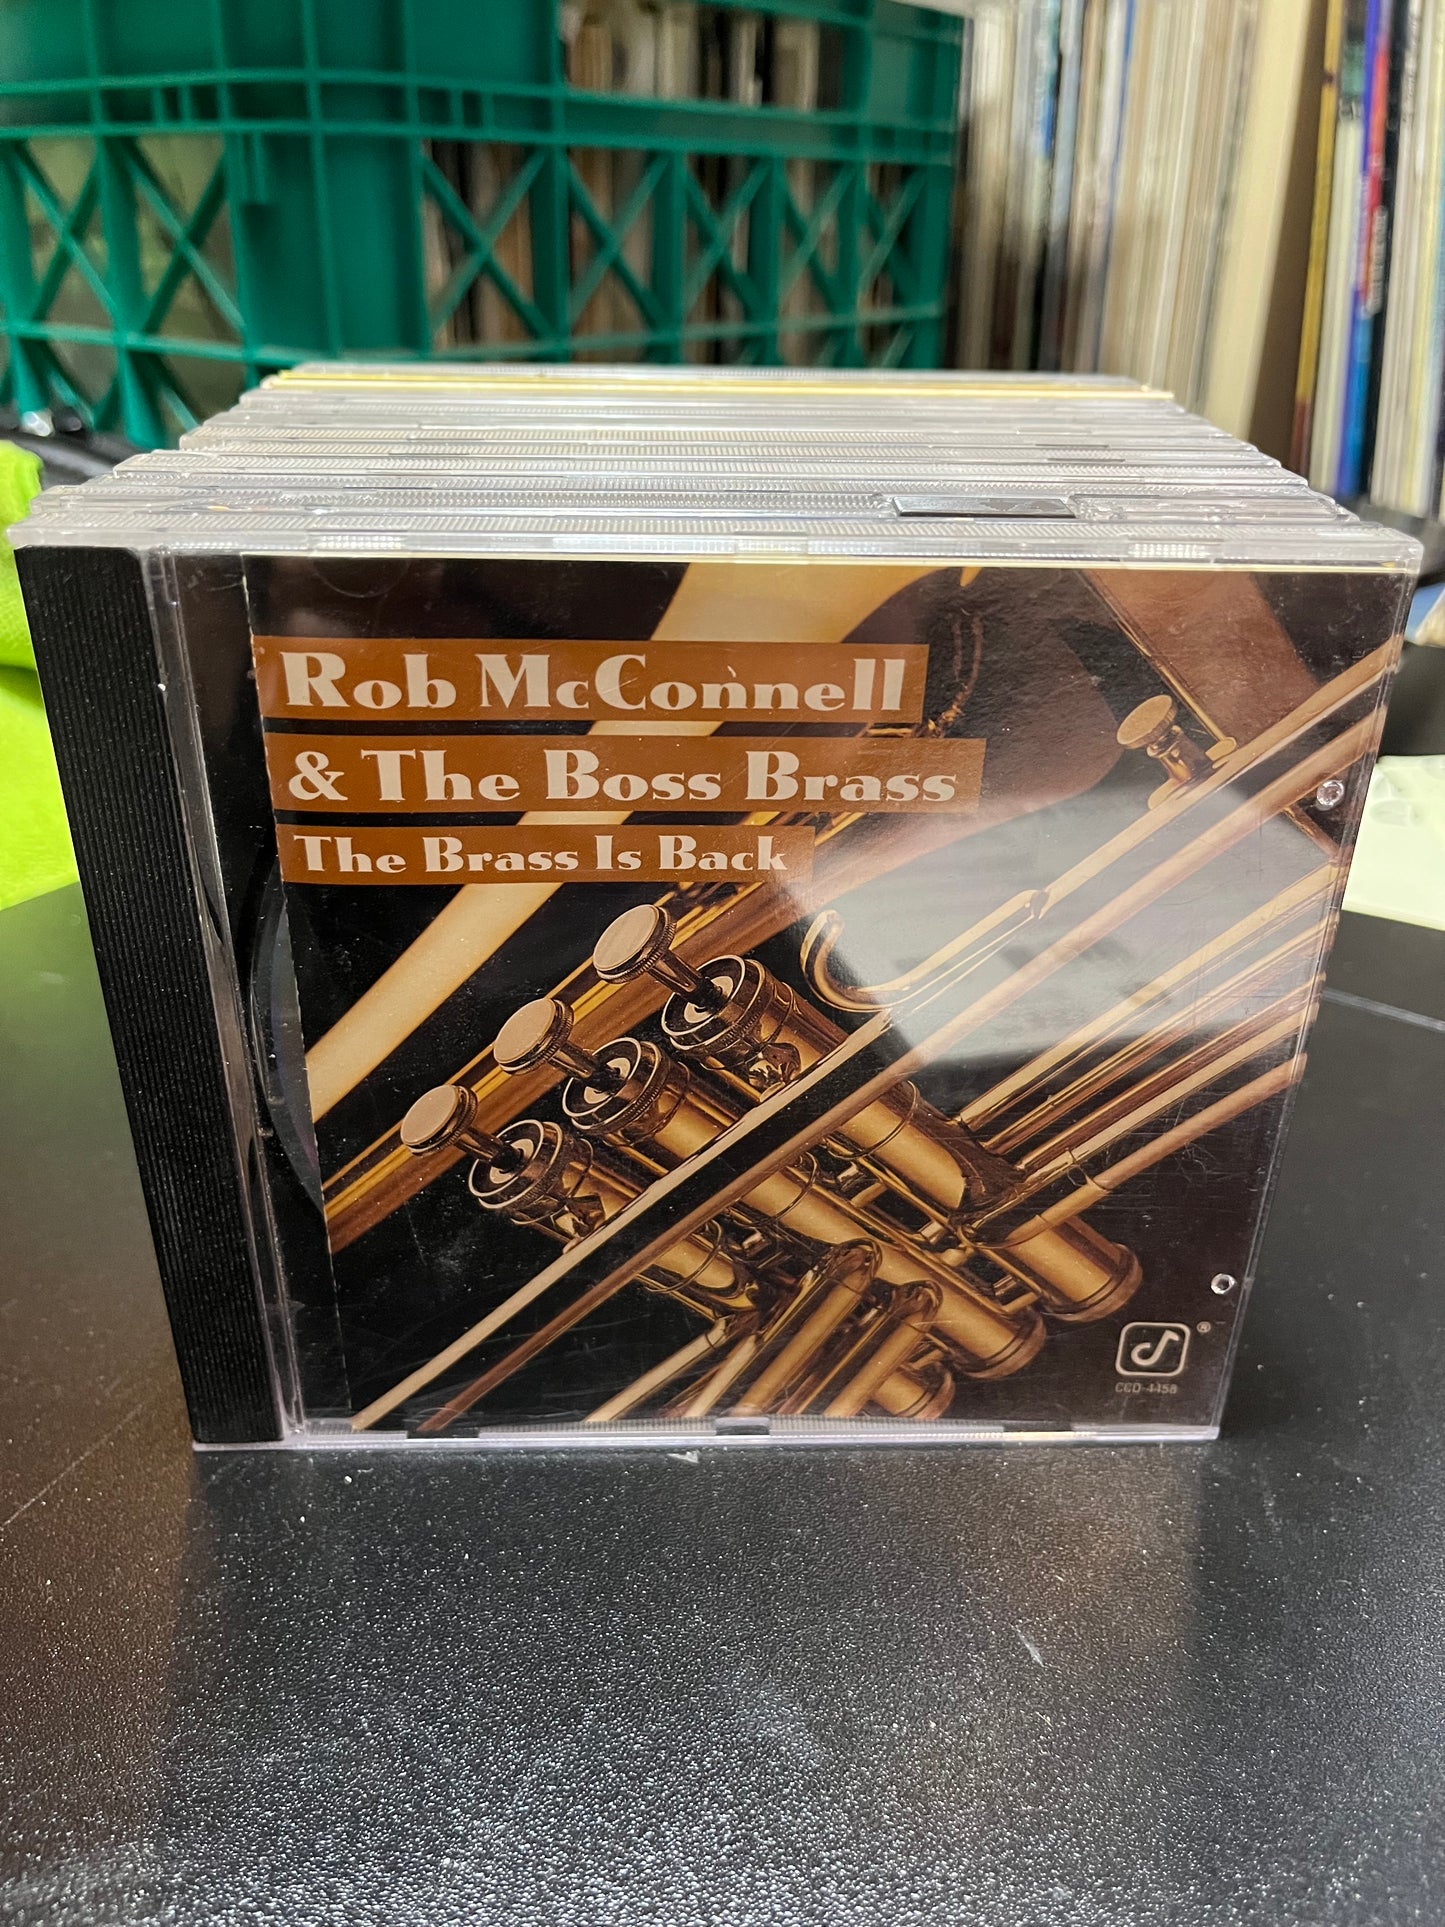 Rob McConnell
& The Boss Brass
The Brass Is Back
®
CCD-4458